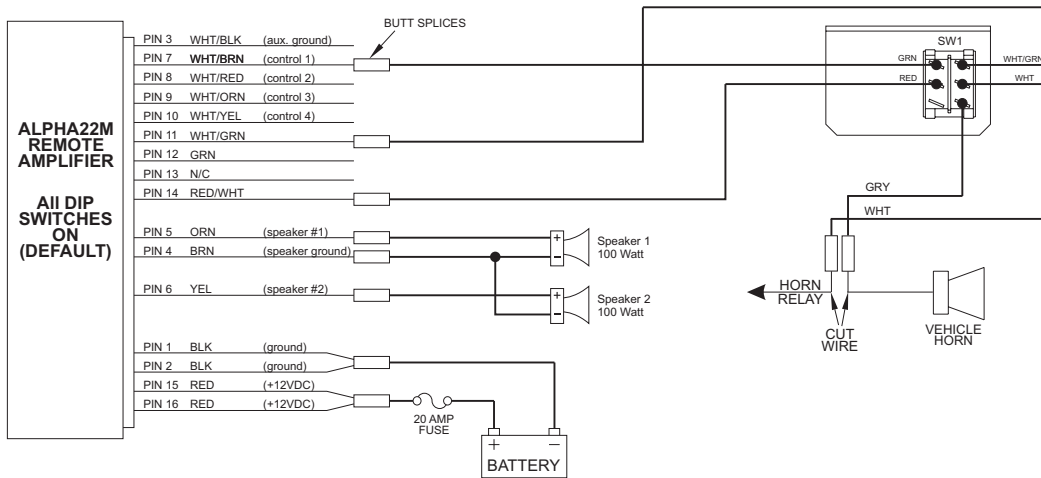 BUTT SPLICES
ALPHA22M
REMOTE
AMPLIFIER
All DIP
SWITCHES
ON
(DEFAULT)
PIN 3 WHT/BLK (aux. ground)
PIN 7 WHT/BRN (control 1)
PIN 8 WHT/RED (control 2)
PIN 9 WHT/ORN (control 3)
PIN 10 WHT/YEL (control 4)
PIN 11 WHT/GRN
PIN 12 GRN
PIN 13 N/C
PIN 14 RED/WHT
PIN 5 ORN (speaker #1)
PIN 4 BRN (speaker ground)
PIN 6 YEL (speaker #2)
PIN 1 BLK (ground)
PIN 2 BLK (ground)
PIN 15 RED (+12VDC)
PIN 16 RED (+12VDC)
+
–
Speaker 1
100 Watt
+
–
Speaker 2
100 Watt
20 AMP
FUSE
+ –
BATTERY
SW1
GRN WHT/GRN
RED WHT
GRY
WHT
HORN
RELAY
CUT
WIRE
VEHICLE
HORN